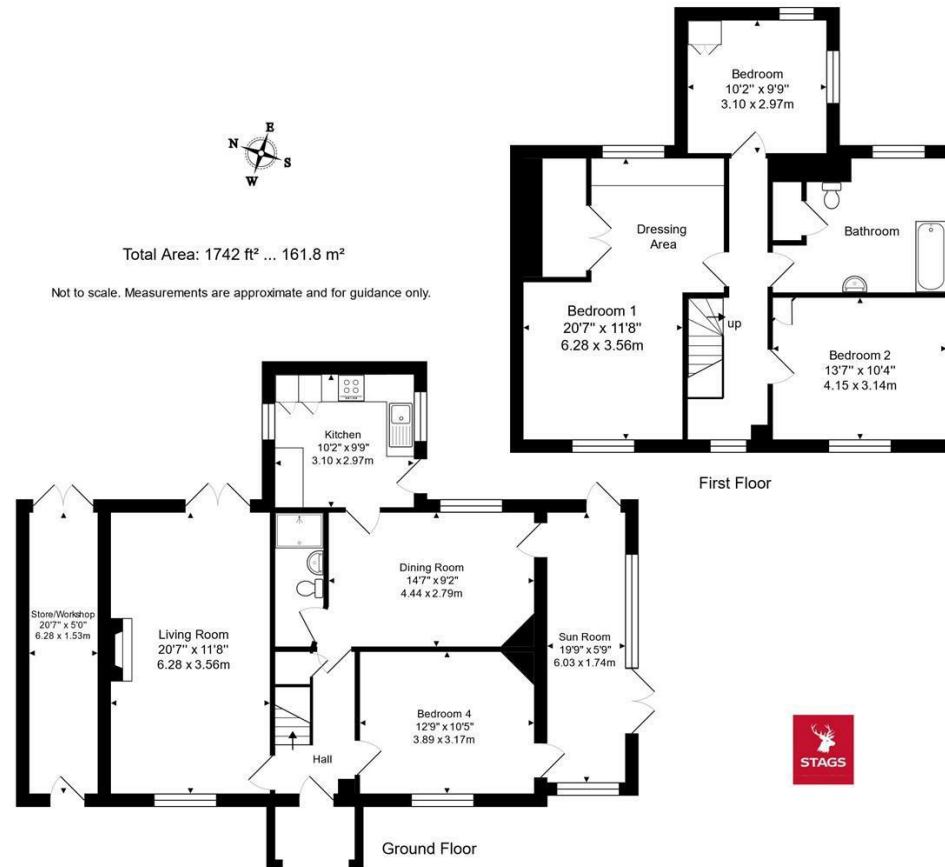 N
E
S
W
Total Area: 1742 ft² ... 161.8 m²
Not to scale. Measurements are approximate and for guidance only.
Bedroom
10'2" x 9'9"
3.10 x 2.97m
Dressing
Area
Bathroom
Bedroom 1
20'7" x 11'8"
6.28 x 3.56m
up
Bedroom 2
13'7" x 10'4"
4.15 x 3.14m
First Floor
Kitchen
10'2" x 9'9"
3.10 x 2.97m
Store/Workshop
20'7" x 5'0"
6.28 x 1.53m
Living Room
20'7" x 11'8"
6.28 x 3.56m
Dining Room
14'7" x 9'2"
4.44 x 2.79m
Sun Room
19'9" x 5'9"
6.03 x 1.74m
Bedroom 4
12'9" x 10'5"
3.89 x 3.17m
Hall
Ground Floor
STAGS